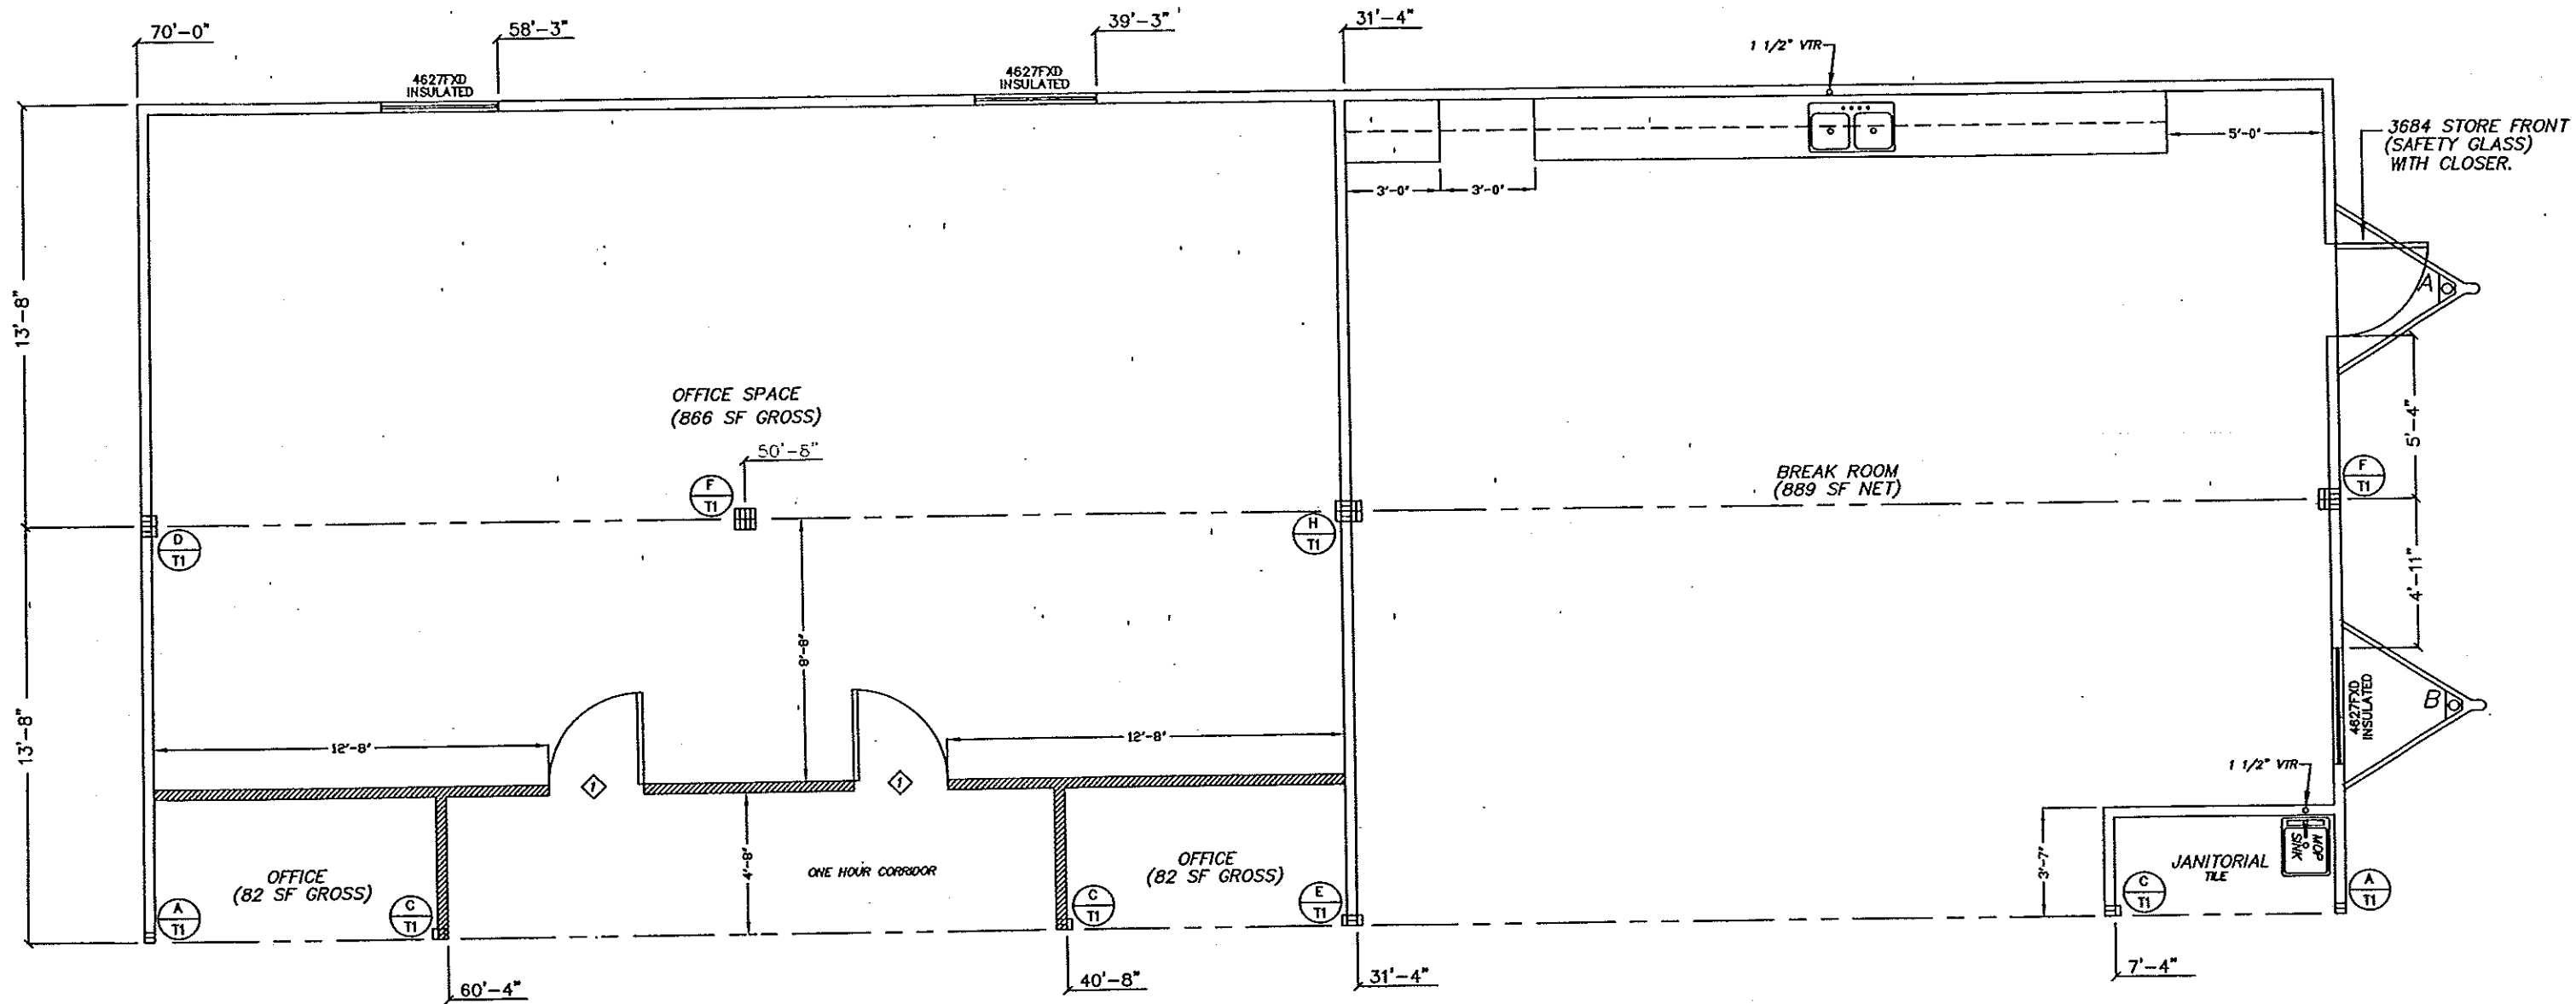 70'-0"
58'-3"
39'-3"
31'-4"
1 1/2" VTR
4627FXD
INSULATED
4627FXD
INSULATED
3684 STORE FRONT
(SAFETY GLASS)
WITH CLOSER.
5'-0"
3'-0"
3'-0"
A
13'-8"
OFFICE SPACE
(866 SF GROSS)
50'-8"
5'-4"
BREAK ROOM
(889 SF NET)
F
T1
F
T1
D
T1
H
T1
4'-11"
8'-8"
13'-8"
12'-8"
12'-8"
4627FXD
INSULATED
B
1
1
1 1/2" VTR
4'-8"
3'-7"
OFFICE
(82 SF GROSS)
ONE HOUR CORRIDOR
OFFICE
(82 SF GROSS)
JANITORIAL
TILE
MOP
SINK
A
T1
C
T1
C
T1
E
T1
C
T1
A
T1
60'-4"
40'-8"
31'-4"
7'-4"